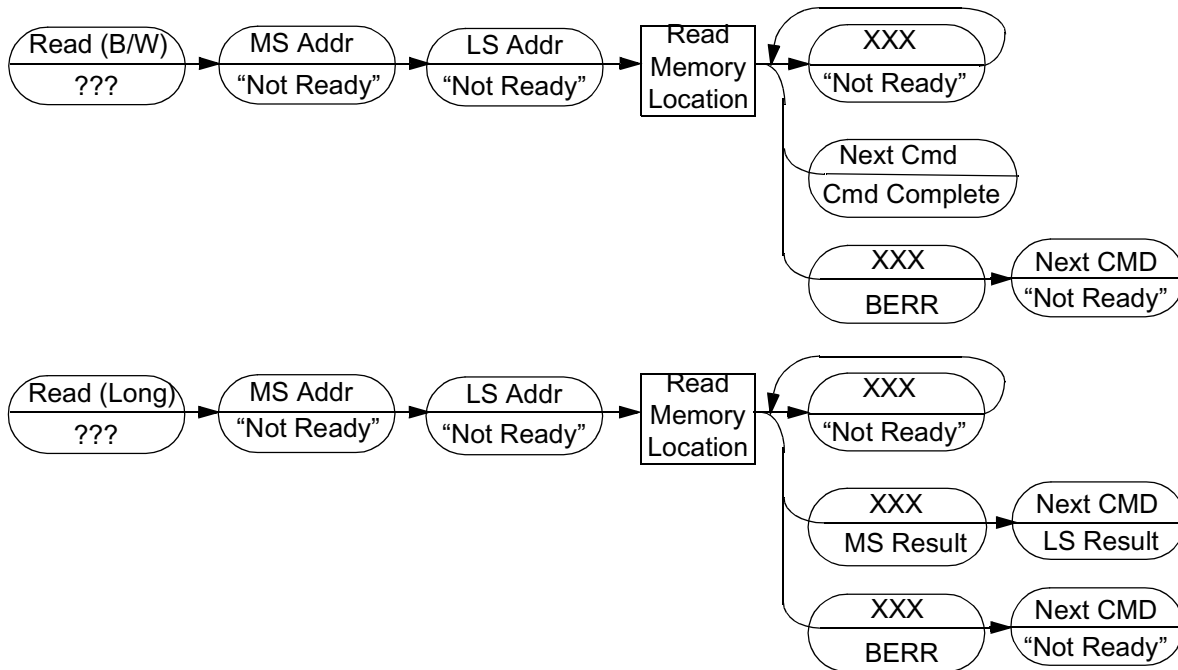 Read (B/W)
???
MS Addr
“Not Ready”
LS Addr
“Not Ready”
Read
Memory
Location
XXX
“Not Ready”
Next Cmd
Cmd Complete
XXX
BERR
Next CMD
“Not Ready”
Read (Long)
???
MS Addr
“Not Ready”
LS Addr
“Not Ready”
Read
Memory
Location
XXX
“Not Ready”
XXX
MS Result
Next CMD
LS Result
XXX
BERR
Next CMD
“Not Ready”